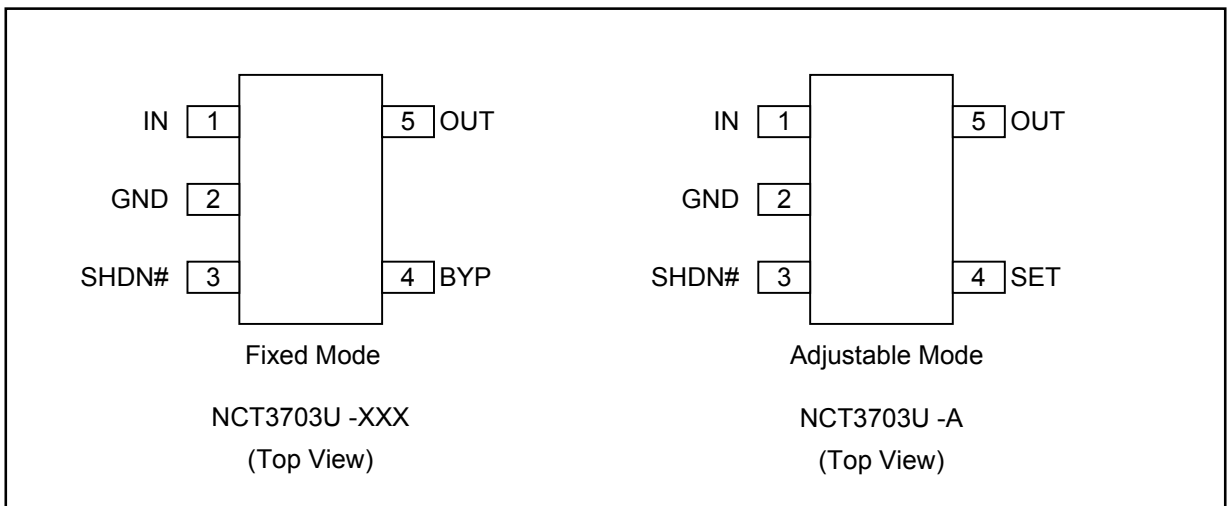 IN 1 5 OUT
GND 2
SHDN# 3 4 BYP
Fixed Mode
NCT3703U -XXX
(Top View)
IN 1 5 OUT
GND 2
SHDN# 3 4 SET
Adjustable Mode
NCT3703U -A
(Top View)